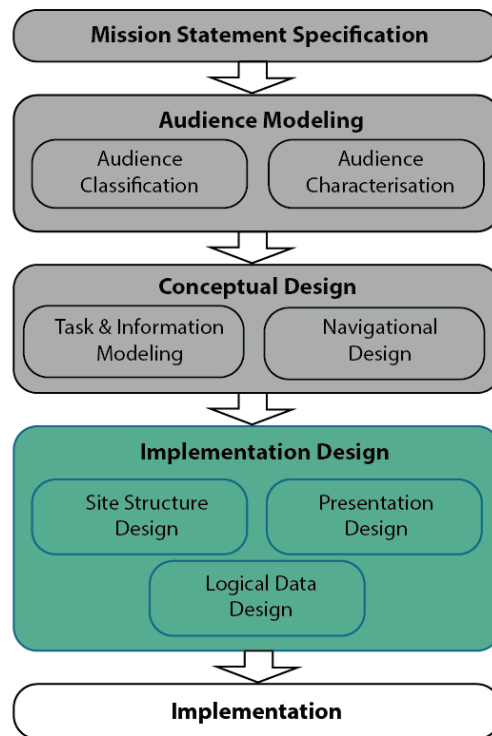 Mission Statement Specification
Audience Modeling
Audience
Classification
Audience
Characterisation
Conceptual Design
Task & Information
Modeling
Navigational
Design
Implementation Design
Site Structure
Design
Presentation
Design
Logical Data
Design
Implementation